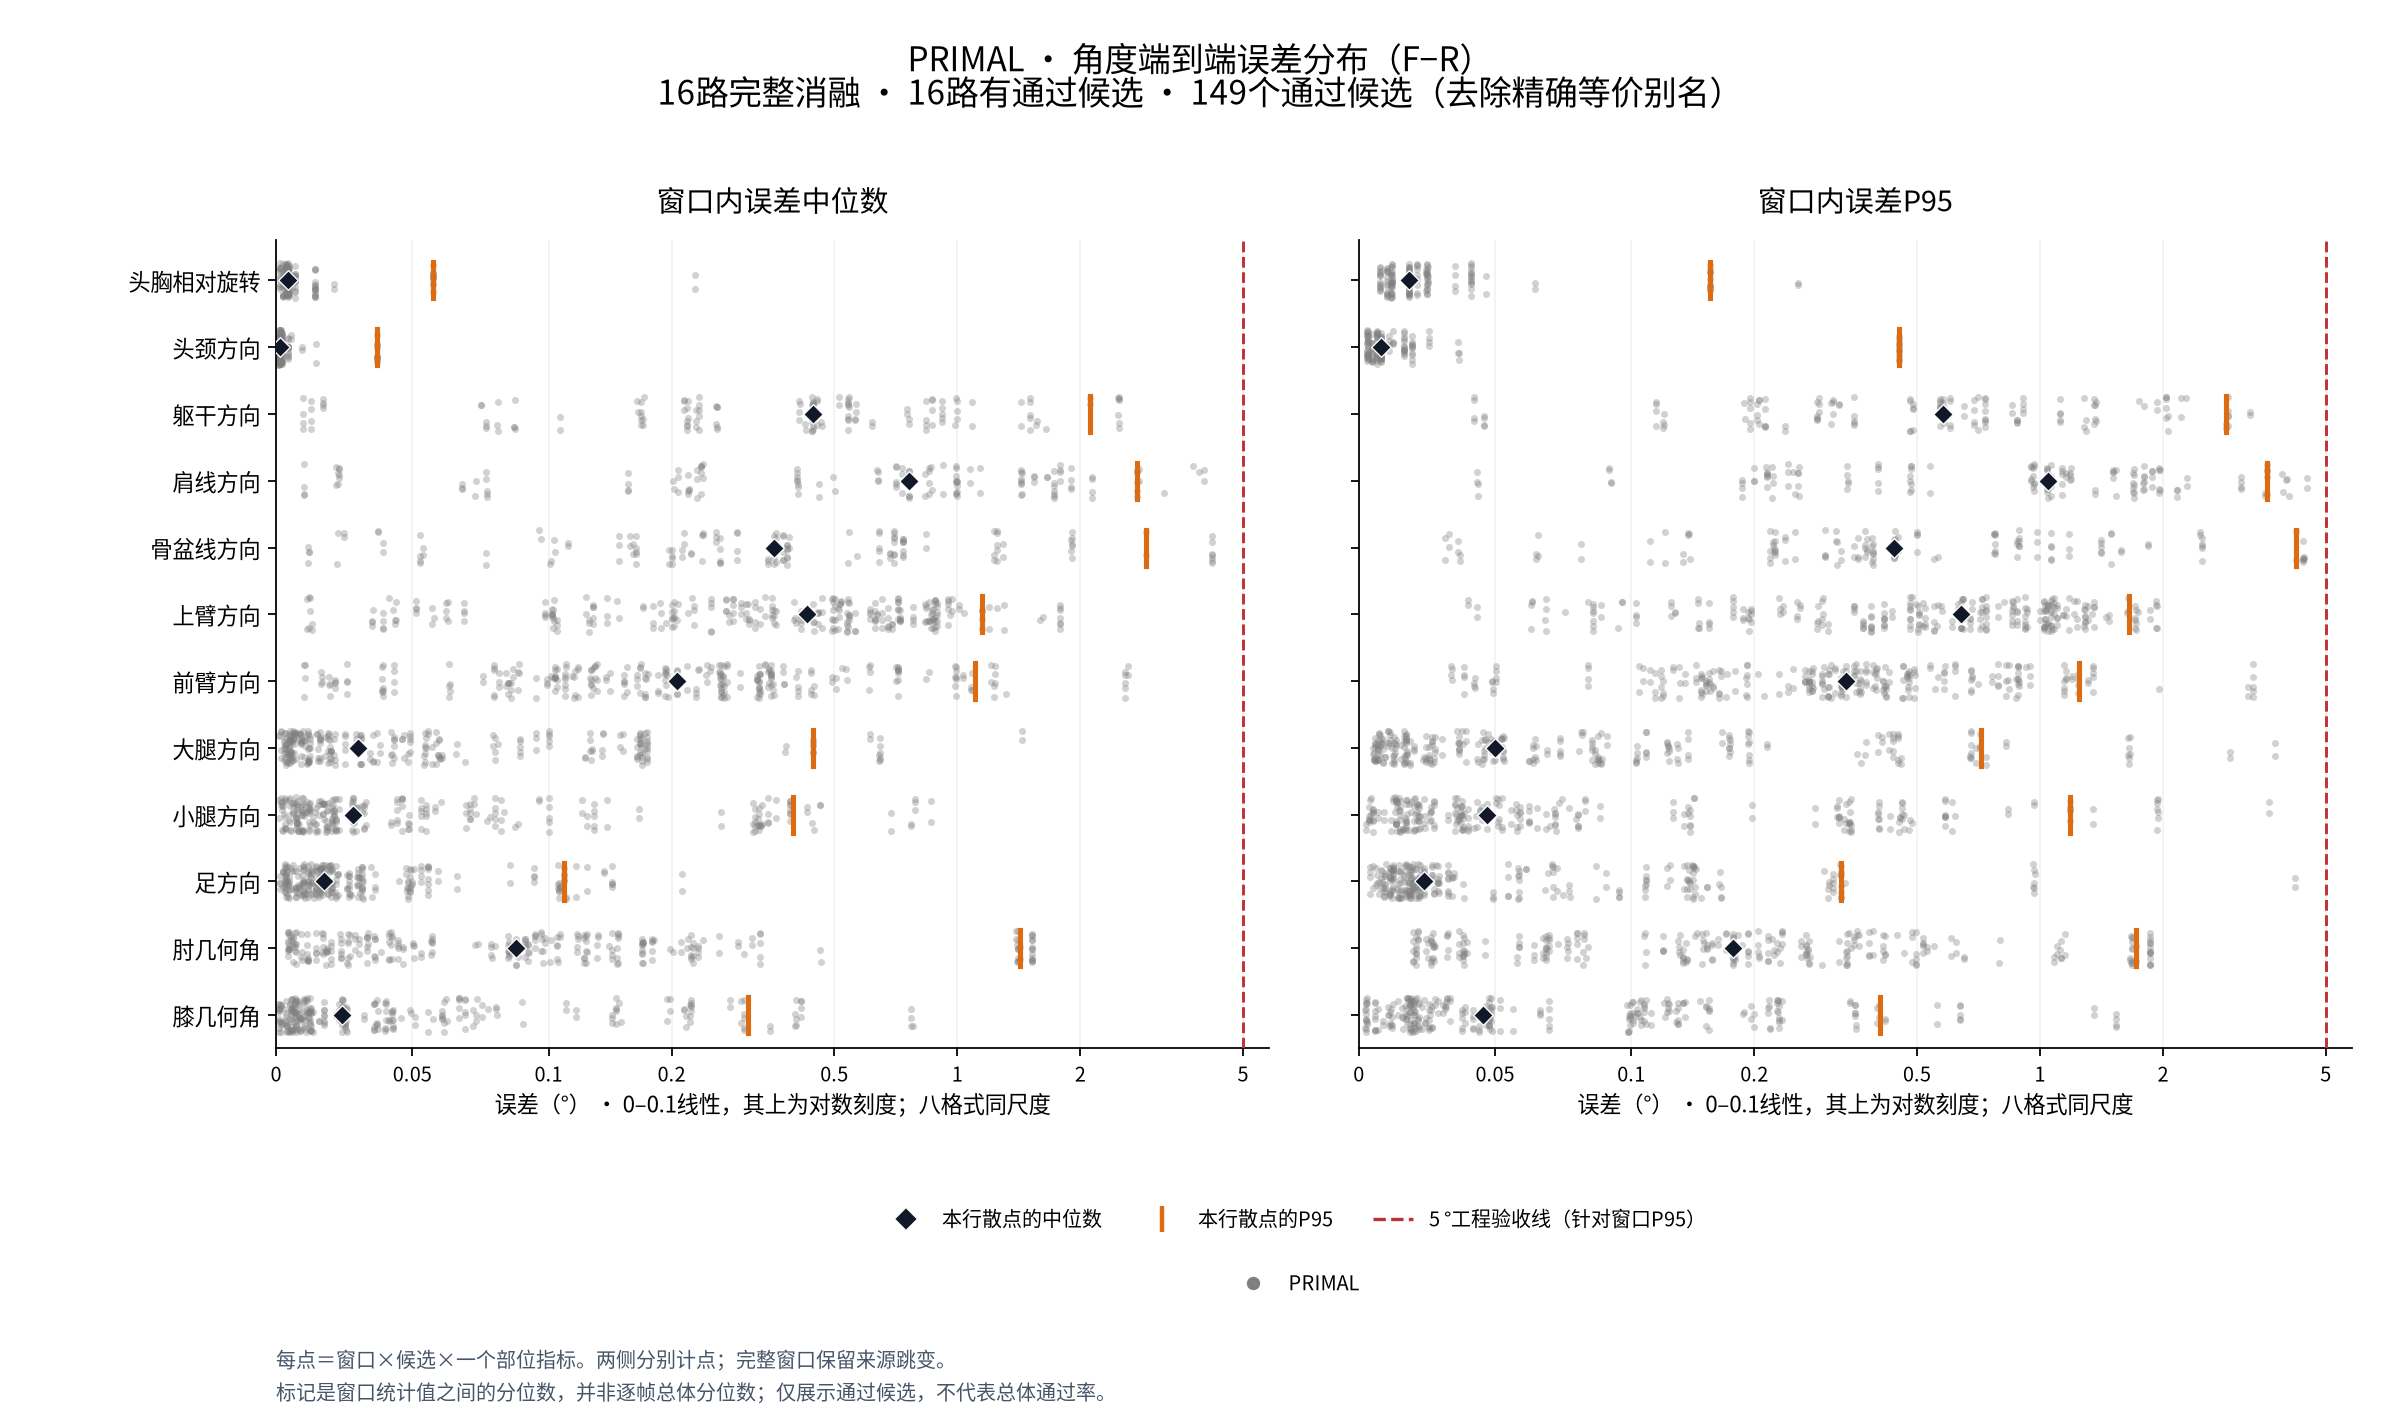 PRIMAL • 角度端到端误差分布（F−R）
16路完整消融 • 16路有通过候选 • 149个通过候选（去除精确等价别名）
窗口内误差中位数
窗口内误差P95
头胸相对旋转
头颈方向
躯干方向
肩线方向
骨盆线方向
上臂方向
前臂方向
大腿方向
小腿方向
足方向
肘几何角
膝几何角
0 0.05 0.1 0.2 0.5 1 2 5
0 0.05 0.1 0.2 0.5 1 2 5
误差（°） • 0–0.1线性，其上为对数刻度；八格式同尺度
误差（°） • 0–0.1线性，其上为对数刻度；八格式同尺度
本行散点的中位数
本行散点的P95
5 °工程验收线（针对窗口P95）
PRIMAL
每点＝窗口×候选×一个部位指标。两侧分别计点；完整窗口保留来源跳变。
标记是窗口统计值之间的分位数，并非逐帧总体分位数；仅展示通过候选，不代表总体通过率。